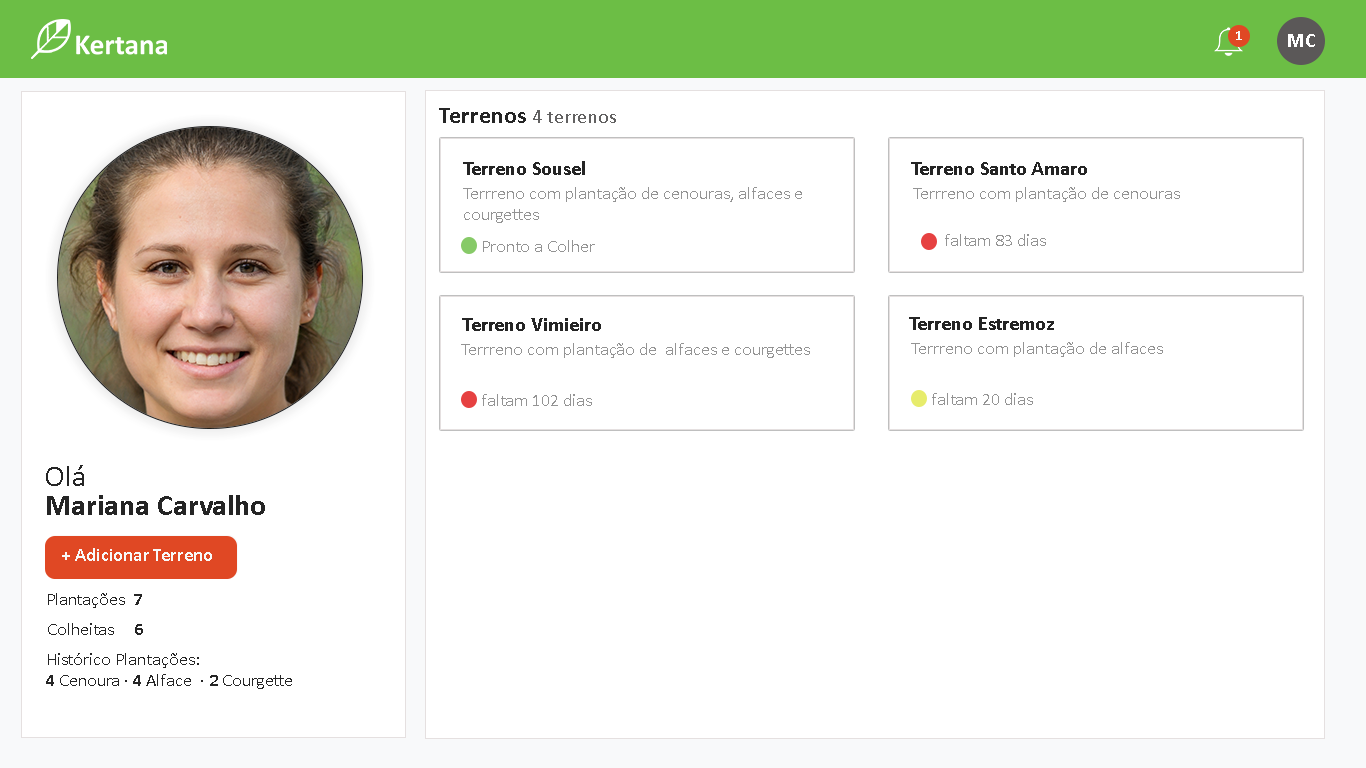 Kertana
1
MC
Olá
Mariana Carvalho
+ Adicionar Terreno
Plantações 7
Colheitas 6
Histórico Plantações:
4 Cenoura · 4 Alface · 2 Courgette
Terrenos 4 terrenos
Terreno Sousel
Terrreno com plantação de cenouras, alfaces e
courgettes
Pronto a Colher
Terreno Santo Amaro
Terrreno com plantação de cenouras
faltam 83 dias
Terreno Vimieiro
Terrreno com plantação de alfaces e courgettes
faltam 102 dias
Terreno Estremoz
Terrreno com plantação de alfaces
faltam 20 dias